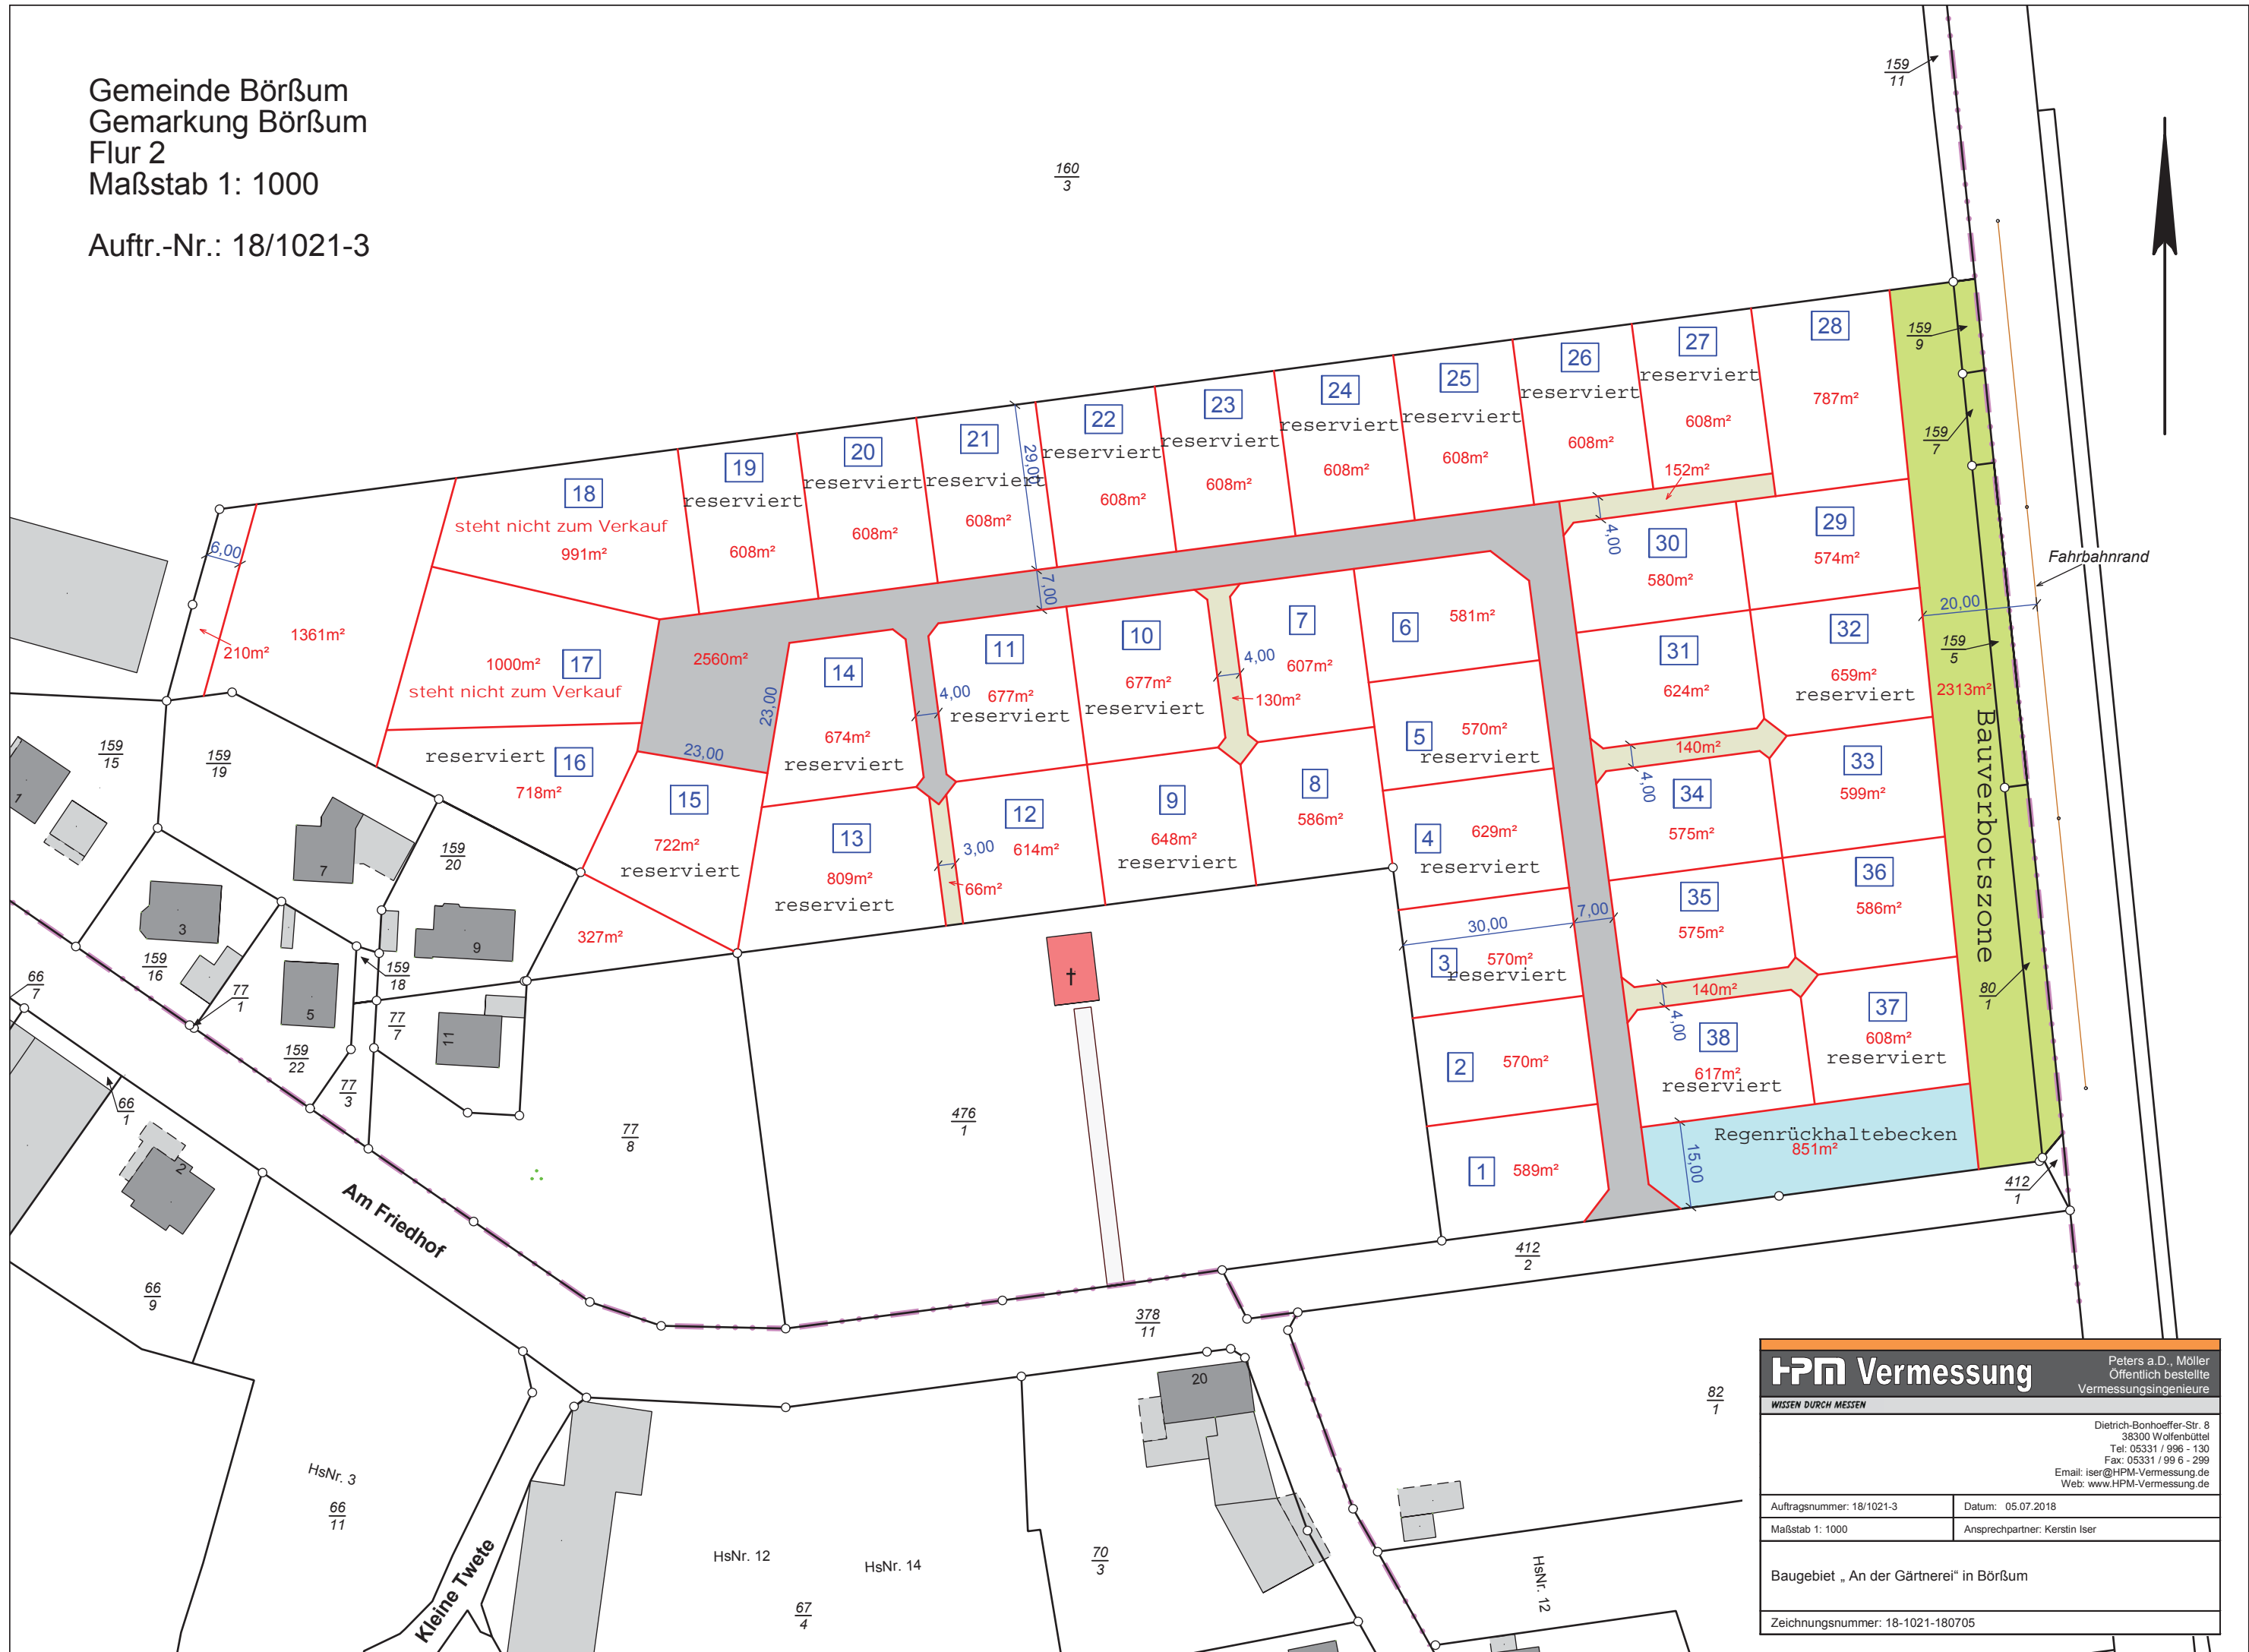 Gemeinde Börßum
Gemarkung Börßum
Flur 2
Maßstab 1: 1000
Auftr.-Nr.: 18/1021-3
160
3
159
11
159
9
159
7
Fahrbahnrand
20,00
159
5
2313m²
Bauverbotszone
80
1
412
1
28
787m²
27
reserviert
608m²
152m²
26
reserviert
608m²
25
reserviert
608m²
24
reserviert
608m²
23
reserviert
608m²
22
reserviert
608m²
29,00
7,00
21
reserviert
608m²
20
reserviert
608m²
19
reserviert
608m²
18
steht nicht zum Verkauf
991m²
6,00
210m²
1361m²
1000m² 17
steht nicht zum Verkauf
2560m²
23,00
23,00
reserviert 16
718m²
15
722m²
reserviert
327m²
14
674m²
reserviert
13
809m²
reserviert
4,00
11
677m²
reserviert
10
677m²
reserviert
4,00
130m²
7
607m²
6
581m²
5
570m²
reserviert
4
629m²
reserviert
30,00
7,00
3
570m²
reserviert
2
570m²
1
589m²
8
586m²
9
648m²
reserviert
12
614m²
3,00
66m²
4,00
30
580m²
29
574m²
31
624m²
32
659m²
reserviert
140m²
4,00
34
575m²
33
599m²
35
575m²
36
586m²
140m²
4,00
38
617m²
reserviert
37
608m²
reserviert
Regenrückhaltebecken
851m²
15,00
159
15
159
19
1
7
159
20
3
159
16
9
159
18
66
7
77
1
5
77
7
11
159
22
77
3
66
1
2
77
8
476
1
Am Friedhof
412
2
66
9
378
11
20
82
1
HsNr. 3
66
11
Kleine Twete
HsNr. 12
HsNr. 14
67
4
70
3
HsNr. 12
HPM Vermessung
Peters a.D., Möller
Öffentlich bestellte
Vermessungsingenieure
WISSEN DURCH MESSEN
Dietrich-Bonhoeffer-Str. 8
38300 Wolfenbüttel
Tel: 05331 / 996 - 130
Fax: 05331 / 99 6 - 299
Email: iser@HPM-Vermessung.de
Web: www.HPM-Vermessung.de
Auftragsnummer: 18/1021-3
Datum: 05.07.2018
Maßstab 1: 1000
Ansprechpartner: Kerstin Iser
Baugebiet „ An der Gärtnerei“ in Börßum
Zeichnungsnummer: 18-1021-180705